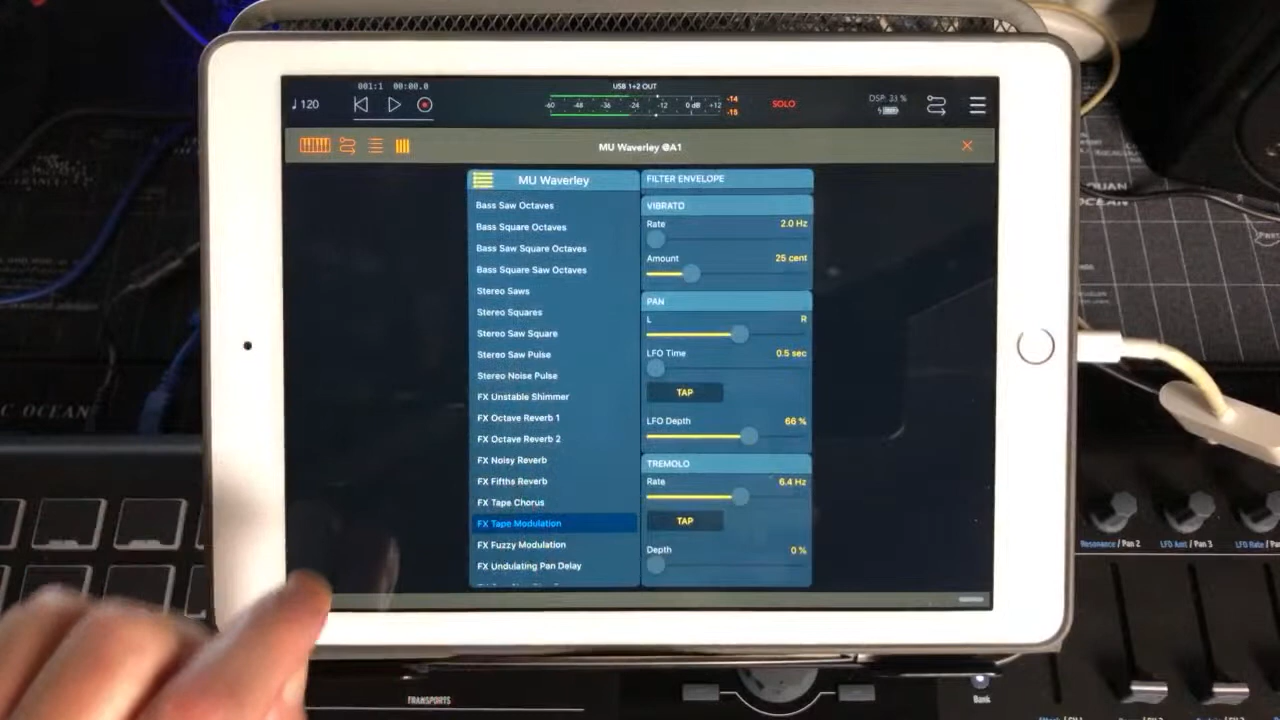 001:1 00:00.0
USB 1+2 OUT
♩120
-60 -48 -36 -24 -12 0 dB +12
-14
-15
SOLO
DSP: 33 %
MU Waverley @A1
MU Waverley
Bass Saw Octaves
Bass Square Octaves
Bass Saw Square Octaves
Bass Square Saw Octaves
Stereo Saws
Stereo Squares
Stereo Saw Square
Stereo Saw Pulse
Stereo Noise Pulse
FX Unstable Shimmer
FX Octave Reverb 1
FX Octave Reverb 2
FX Noisy Reverb
FX Fifths Reverb
FX Tape Chorus
FX Tape Modulation
FX Fuzzy Modulation
FX Undulating Pan Delay
FILTER ENVELOPE
VIBRATO
Rate 2.0 Hz
Amount 25 cent
PAN
L R
LFO Time 0.5 sec
TAP
LFO Depth 66 %
TREMOLO
Rate 6.4 Hz
TAP
Depth 0 %
C OCEAN
QUAN
OCEAN
Resonance / Pan 2
LFO Amt / Pan 3
TRANSPORTS
Bank